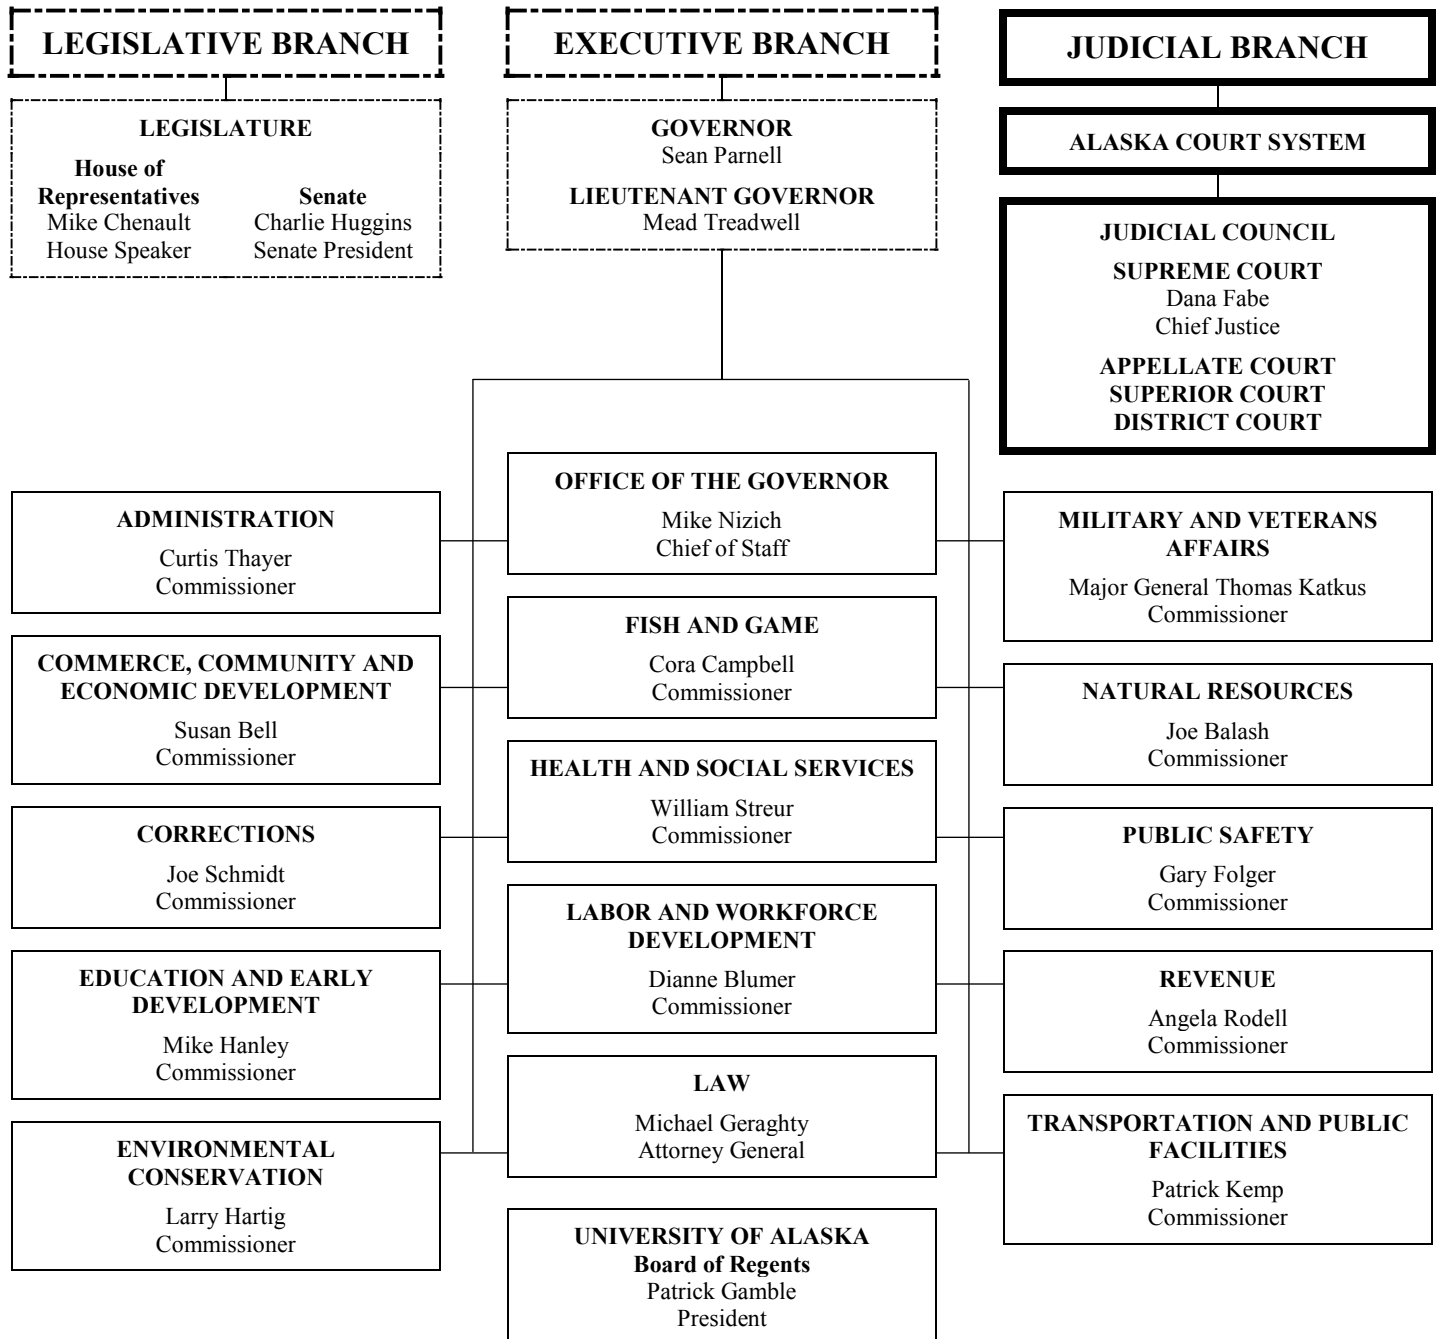 LEGISLATIVE BRANCH
LEGISLATURE
House of
Representatives
Mike Chenault
House Speaker
Senate
Charlie Huggins
Senate President
EXECUTIVE BRANCH
GOVERNOR
Sean Parnell
LIEUTENANT GOVERNOR
Mead Treadwell
JUDICIAL BRANCH
ALASKA COURT SYSTEM
JUDICIAL COUNCIL
SUPREME COURT
Dana Fabe
Chief Justice
APPELLATE COURT
SUPERIOR COURT
DISTRICT COURT
ADMINISTRATION
Curtis Thayer
Commissioner
COMMERCE, COMMUNITY AND
ECONOMIC DEVELOPMENT
Susan Bell
Commissioner
CORRECTIONS
Joe Schmidt
Commissioner
EDUCATION AND EARLY
DEVELOPMENT
Mike Hanley
Commissioner
ENVIRONMENTAL
CONSERVATION
Larry Hartig
Commissioner
OFFICE OF THE GOVERNOR
Mike Nizich
Chief of Staff
FISH AND GAME
Cora Campbell
Commissioner
HEALTH AND SOCIAL SERVICES
William Streur
Commissioner
LABOR AND WORKFORCE
DEVELOPMENT
Dianne Blumer
Commissioner
LAW
Michael Geraghty
Attorney General
UNIVERSITY OF ALASKA
Board of Regents
Patrick Gamble
President
MILITARY AND VETERANS
AFFAIRS
Major General Thomas Katkus
Commissioner
NATURAL RESOURCES
Joe Balash
Commissioner
PUBLIC SAFETY
Gary Folger
Commissioner
REVENUE
Angela Rodell
Commissioner
TRANSPORTATION AND PUBLIC
FACILITIES
Patrick Kemp
Commissioner